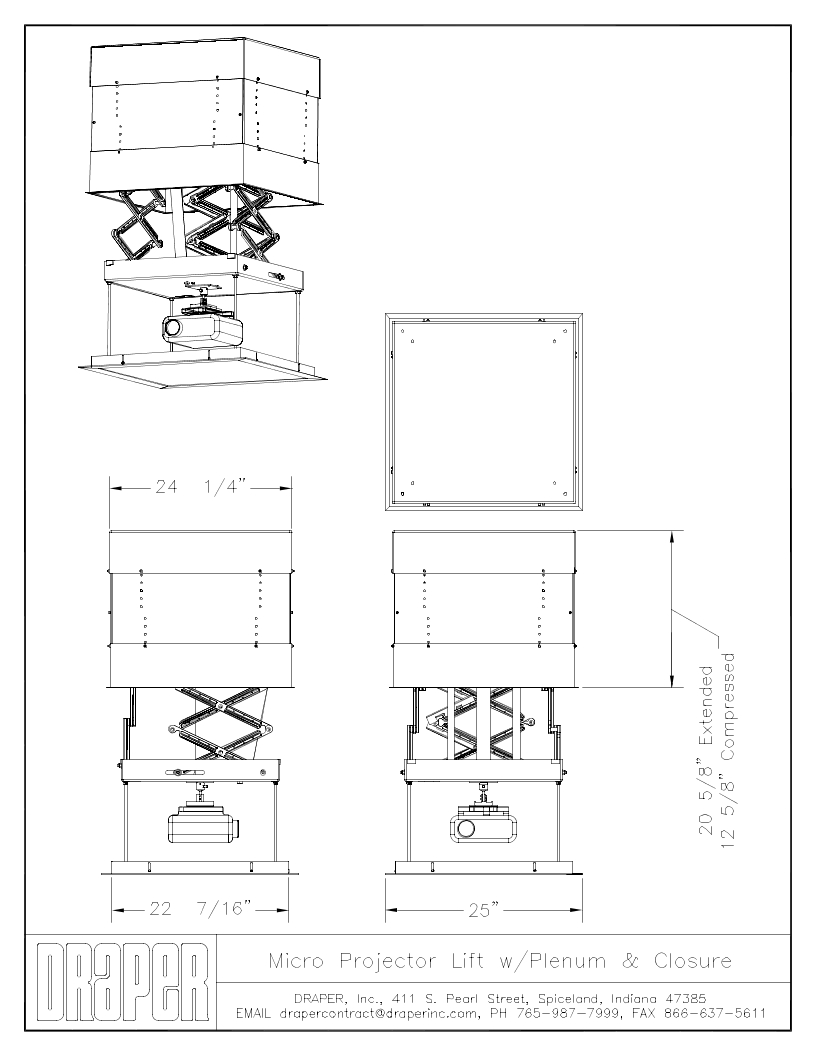 24 1/4”
20 5/8” Extended
12 5/8” Compressed
22 7/16”
25”
DRAPER
Micro Projector Lift w/Plenum & Closure
DRAPER, Inc., 411 S. Pearl Street, Spiceland, Indiana 47385
EMAIL drapercontract@draperinc.com, PH 765-987-7999, FAX 866-637-5611